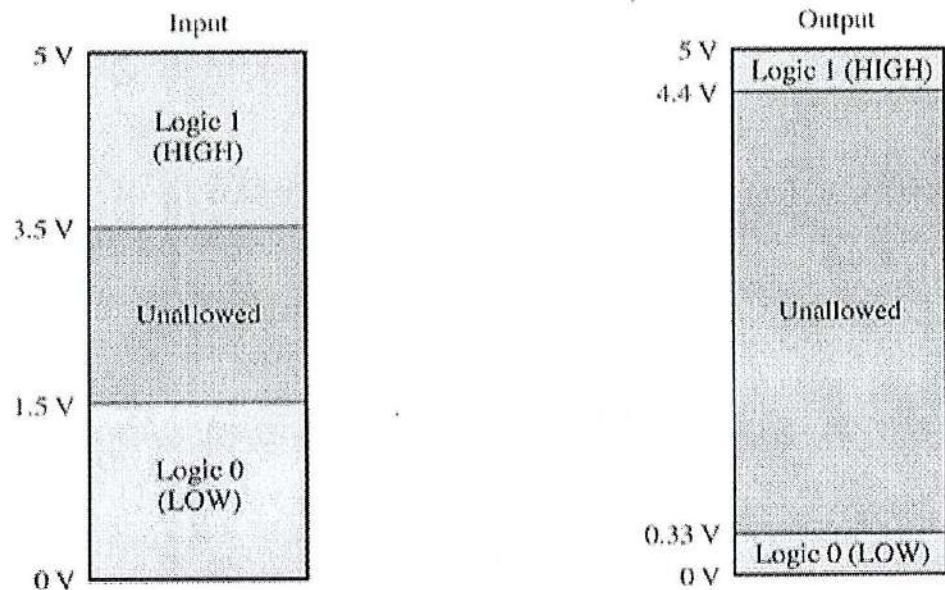 Input
5 V
Logic 1
(HIGH)
3.5 V
Unallowed
1.5 V
Logic 0
(LOW)
0 V
Output
5 V
Logic 1 (HIGH)
4.4 V
Unallowed
0.33 V
Logic 0 (LOW)
0 V